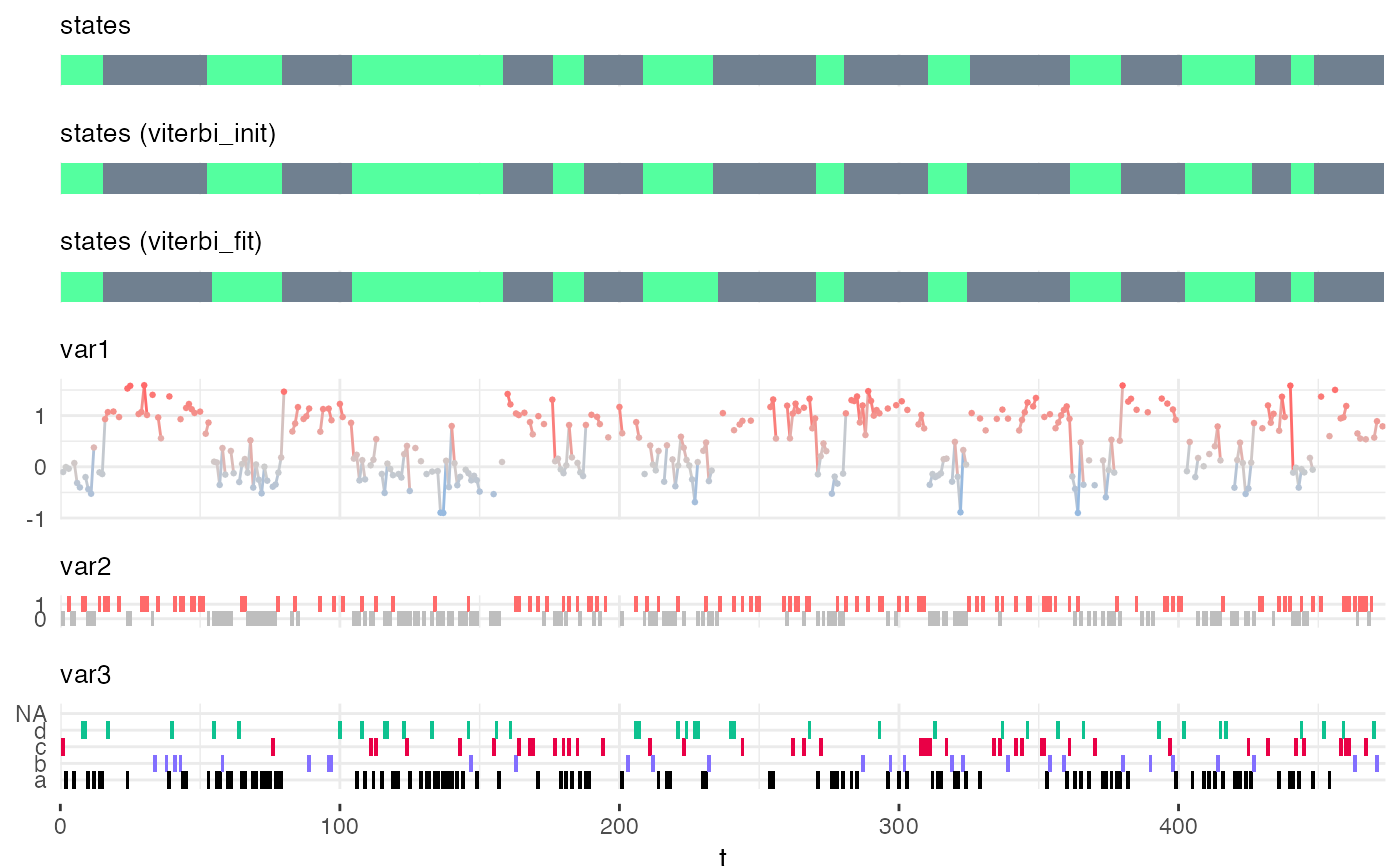 states
states (viterbi_init)
states (viterbi_fit)
var1
1
0
-1
var2
1
0
var3
NA
d
c
b
a
0 100 200 300 400
t